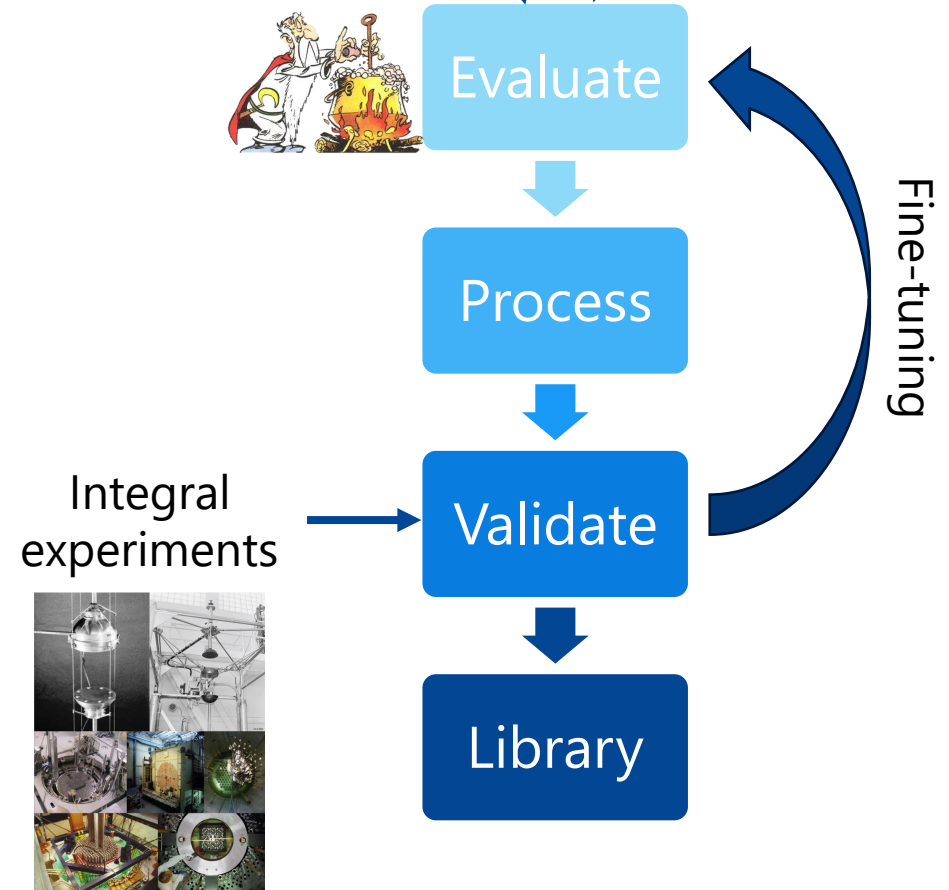 Evaluate
Process
Fine-tuning
Integral
experiments
Validate
Library